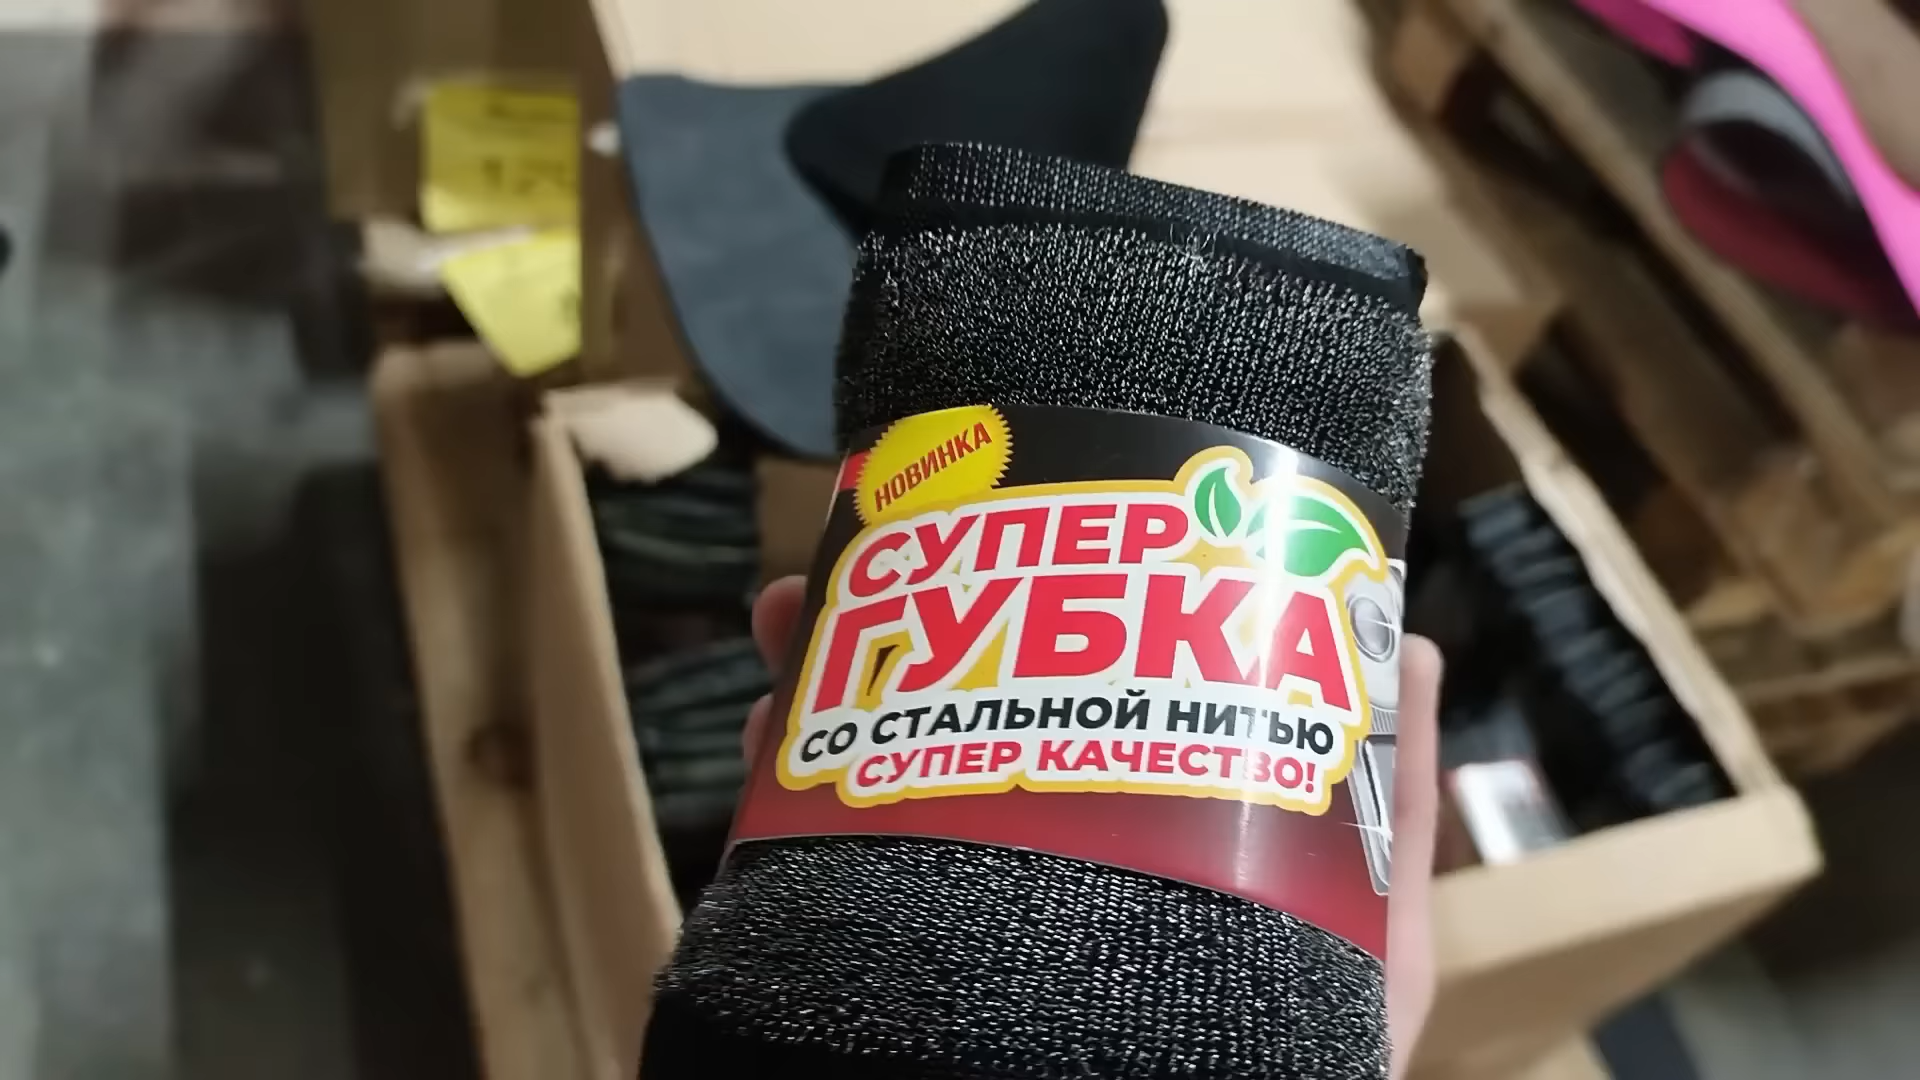 НОВИНКА
СУПЕР
ГУБКА
СО СТАЛЬНОЙ НИТЬЮ
СУПЕР КАЧЕСТВО!